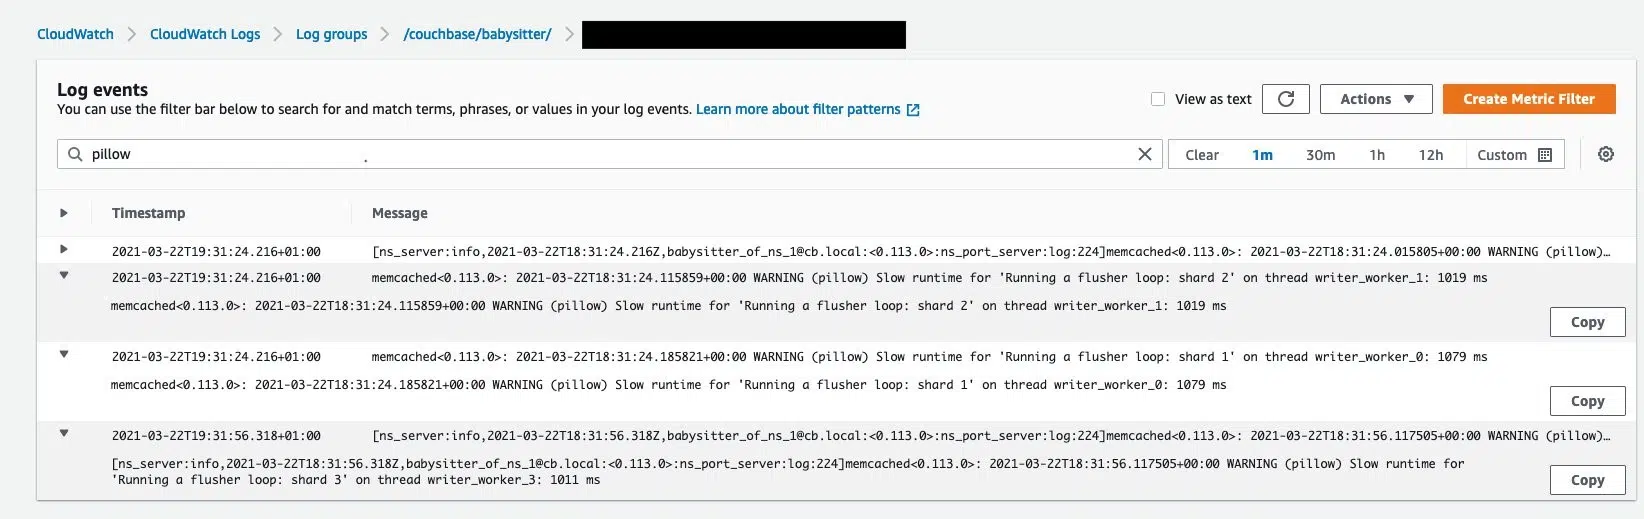 CloudWatch > CloudWatch Logs > Log groups > /couchbase/babysitter/ >
Log events
You can use the filter bar below to search for and match terms, phrases, or values in your log events. Learn more about filter patterns
View as text Actions Create Metric Filter
pillow Clear 1m 30m 1h 12h Custom
Timestamp Message
2021-03-22T19:31:24.216+01:00 [ns_server:info,2021-03-22T18:31:24.216Z,babysitter_of_ns_1@cb.local:<0.113.0>:ns_port_server:log:224]memcached<0.113.0>: 2021-03-22T18:31:24.015805+00:00 WARNING (pillow)…
2021-03-22T19:31:24.216+01:00 memcached<0.113.0>: 2021-03-22T18:31:24.115859+00:00 WARNING (pillow) Slow runtime for 'Running a flusher loop: shard 2' on thread writer_worker_1: 1019 ms
memcached<0.113.0>: 2021-03-22T18:31:24.115859+00:00 WARNING (pillow) Slow runtime for 'Running a flusher loop: shard 2' on thread writer_worker_1: 1019 ms
Copy
2021-03-22T19:31:24.216+01:00 memcached<0.113.0>: 2021-03-22T18:31:24.185821+00:00 WARNING (pillow) Slow runtime for 'Running a flusher loop: shard 1' on thread writer_worker_0: 1079 ms
memcached<0.113.0>: 2021-03-22T18:31:24.185821+00:00 WARNING (pillow) Slow runtime for 'Running a flusher loop: shard 1' on thread writer_worker_0: 1079 ms
Copy
2021-03-22T19:31:56.318+01:00 [ns_server:info,2021-03-22T18:31:56.318Z,babysitter_of_ns_1@cb.local:<0.113.0>:ns_port_server:log:224]memcached<0.113.0>: 2021-03-22T18:31:56.117505+00:00 WARNING (pillow)…
[ns_server:info,2021-03-22T18:31:56.318Z,babysitter_of_ns_1@cb.local:<0.113.0>:ns_port_server:log:224]memcached<0.113.0>: 2021-03-22T18:31:56.117505+00:00 WARNING (pillow) Slow runtime for
'Running a flusher loop: shard 3' on thread writer_worker_3: 1011 ms
Copy